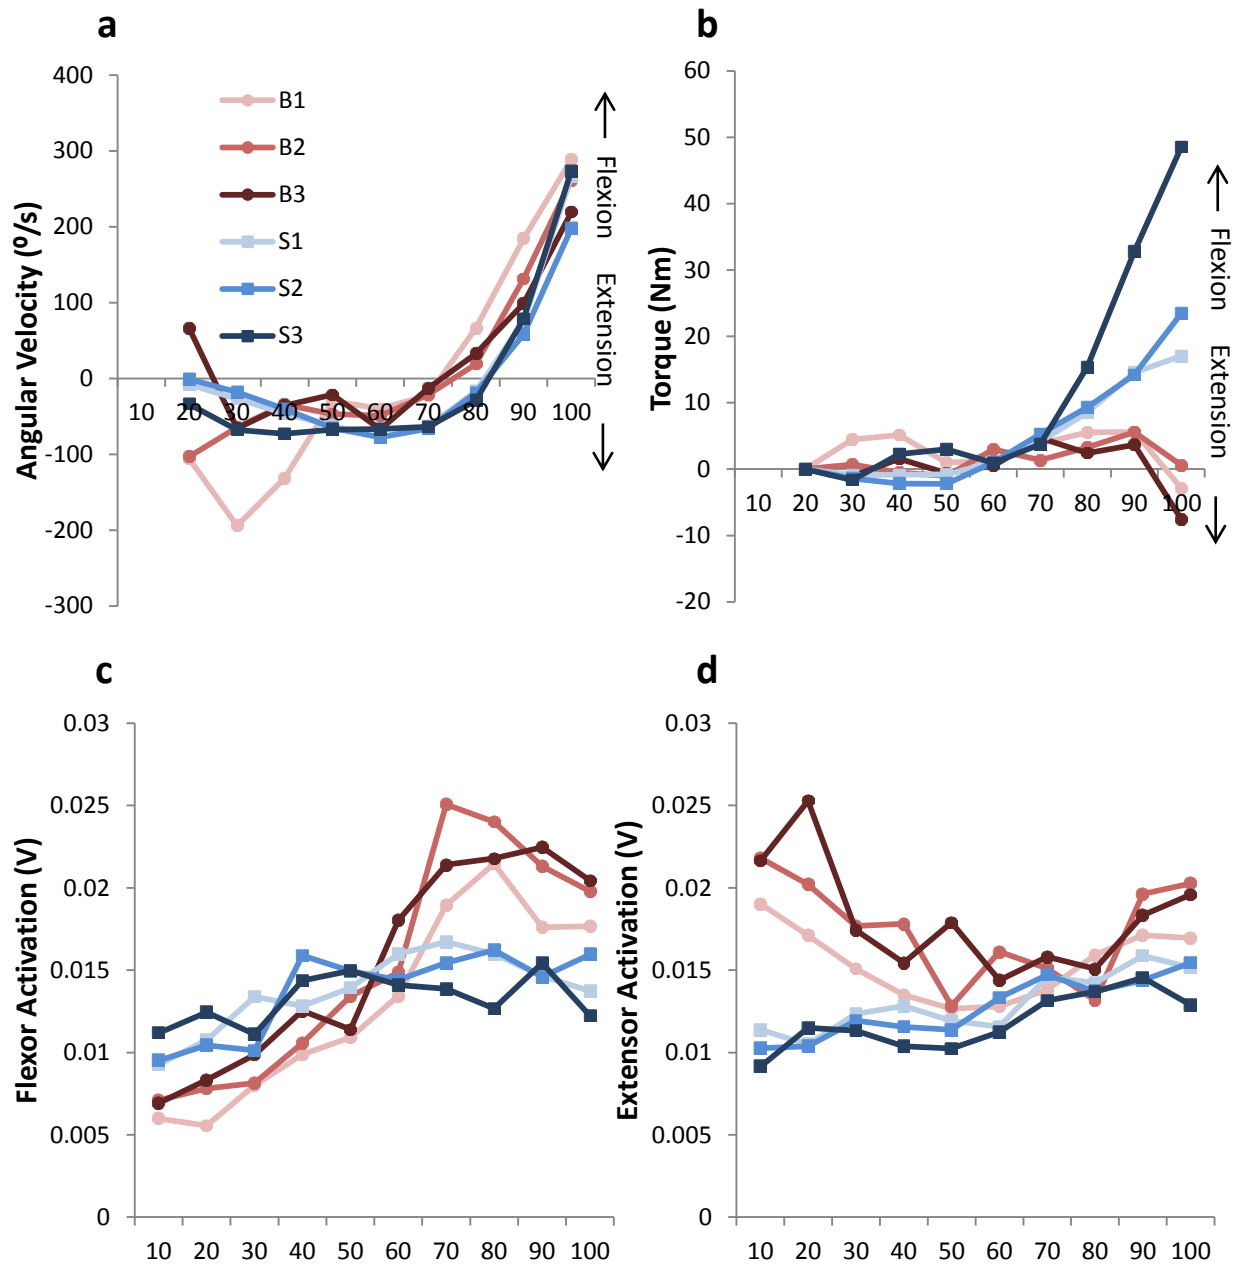 a
Angular Velocity (⁰/s)
400
300
200
100
0
-100
-200
-300
10 20 30 40 50 60 70 80 90 100
B1
B2
B3
S1
S2
S3
Flexion
Extension
b
Torque (Nm)
60
50
40
30
20
10
0
-10
-20
10 20 30 40 50 60 70 80 90 100
Flexion
Extension
c
Flexor Activation (V)
0.03
0.025
0.02
0.015
0.01
0.005
0
10 20 30 40 50 60 70 80 90 100
d
Extensor Activation (V)
0.03
0.025
0.02
0.015
0.01
0.005
0
10 20 30 40 50 60 70 80 90 100